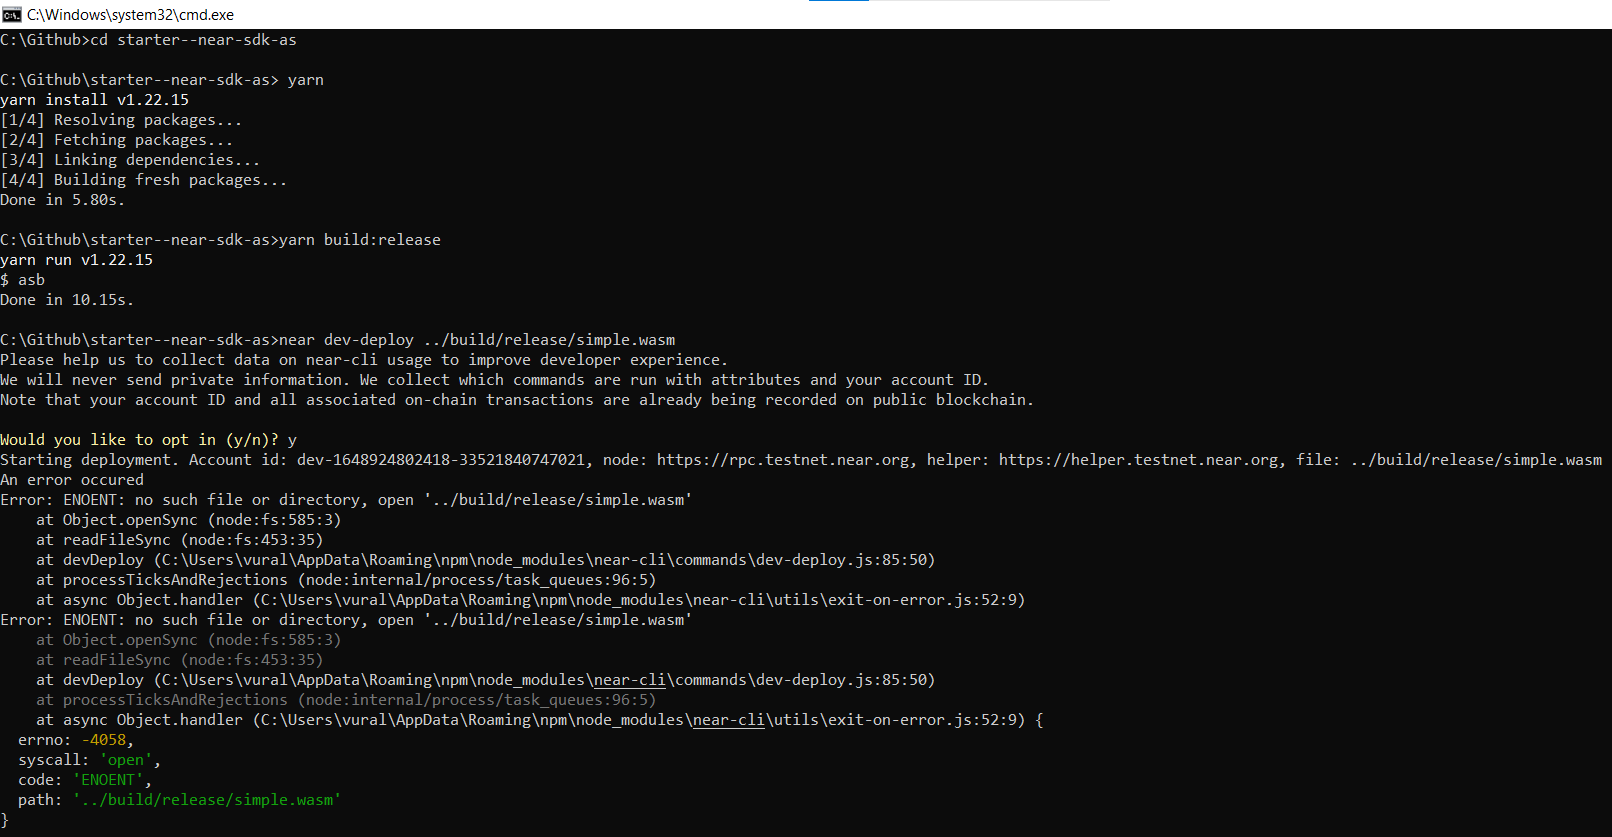 C:\Windows\system32\cmd.exe
C:\Github>cd starter--near-sdk-as
C:\Github\starter--near-sdk-as> yarn
yarn install v1.22.15
[1/4] Resolving packages...
[2/4] Fetching packages...
[3/4] Linking dependencies...
[4/4] Building fresh packages...
Done in 5.80s.
C:\Github\starter--near-sdk-as>yarn build:release
yarn run v1.22.15
$ asb
Done in 10.15s.
C:\Github\starter--near-sdk-as>near dev-deploy ../build/release/simple.wasm
Please help us to collect data on near-cli usage to improve developer experience.
We will never send private information. We collect which commands are run with attributes and your account ID.
Note that your account ID and all associated on-chain transactions are already being recorded on public blockchain.
Would you like to opt in (y/n)? y
Starting deployment. Account id: dev-1648924802418-33521840747021, node: https://rpc.testnet.near.org, helper: https://helper.testnet.near.org, file: ../build/release/simple.wasm
An error occured
Error: ENOENT: no such file or directory, open '../build/release/simple.wasm'
    at Object.openSync (node:fs:585:3)
    at readFileSync (node:fs:453:35)
    at devDeploy (C:\Users\vural\AppData\Roaming\npm\node_modules\near-cli\commands\dev-deploy.js:85:50)
    at processTicksAndRejections (node:internal/process/task_queues:96:5)
    at async Object.handler (C:\Users\vural\AppData\Roaming\npm\node_modules\near-cli\utils\exit-on-error.js:52:9)
Error: ENOENT: no such file or directory, open '../build/release/simple.wasm'
    at Object.openSync (node:fs:585:3)
    at readFileSync (node:fs:453:35)
    at devDeploy (C:\Users\vural\AppData\Roaming\npm\node_modules\near-cli\commands\dev-deploy.js:85:50)
    at processTicksAndRejections (node:internal/process/task_queues:96:5)
    at async Object.handler (C:\Users\vural\AppData\Roaming\npm\node_modules\near-cli\utils\exit-on-error.js:52:9) {
  errno: -4058,
  syscall: 'open',
  code: 'ENOENT',
  path: '../build/release/simple.wasm'
}